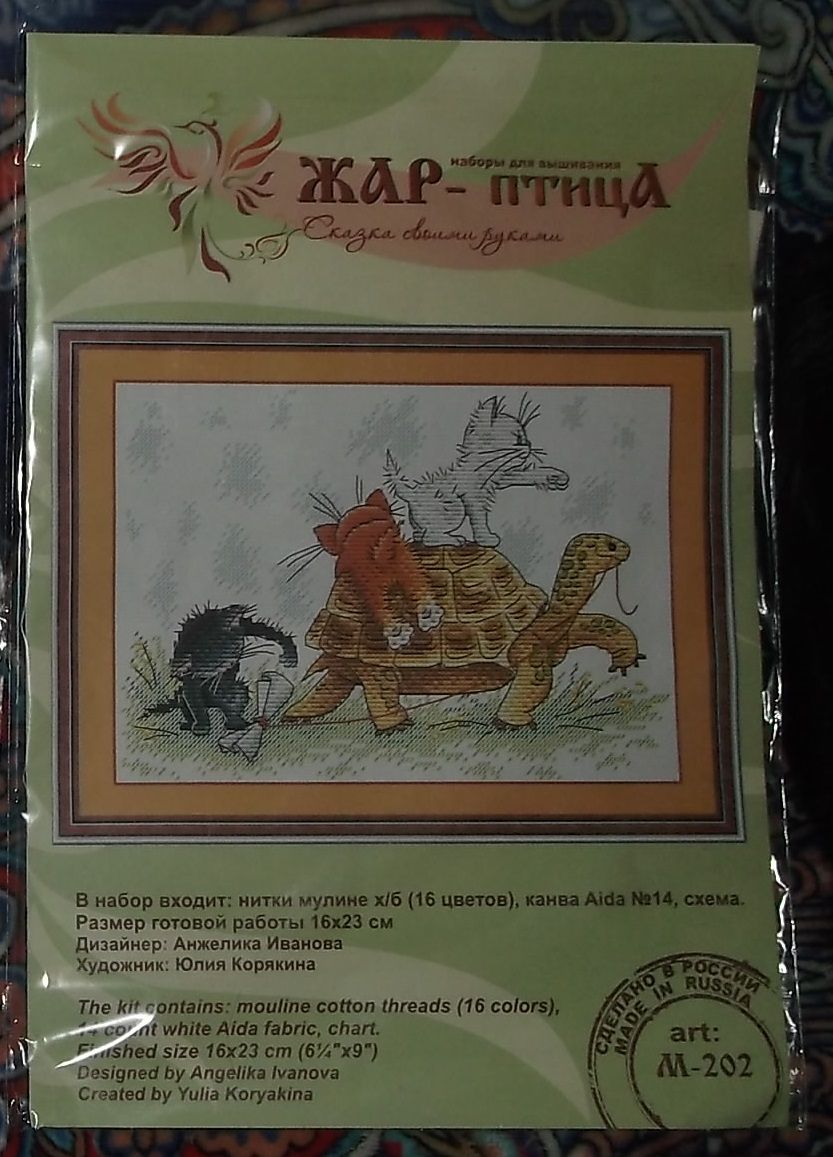 наборы для вышивания
ЖАР-ПТИЦА
Сказка своими руками
В набор входит: нитки мулине х/б (16 цветов), канва Aida №14, схема.
Размер готовой работы 16х23 см
Дизайнер: Анжелика Иванова
Художник: Юлия Корякина
The kit contains: mouline cotton threads (16 colors),
14 count white Aida fabric, chart.
Finished size 16x23 cm (6¼"x9")
Designed by Angelika Ivanova
Created by Yulia Koryakina
СДЕЛАНО В РОССИИ
MADE IN RUSSIA
art:
М-202